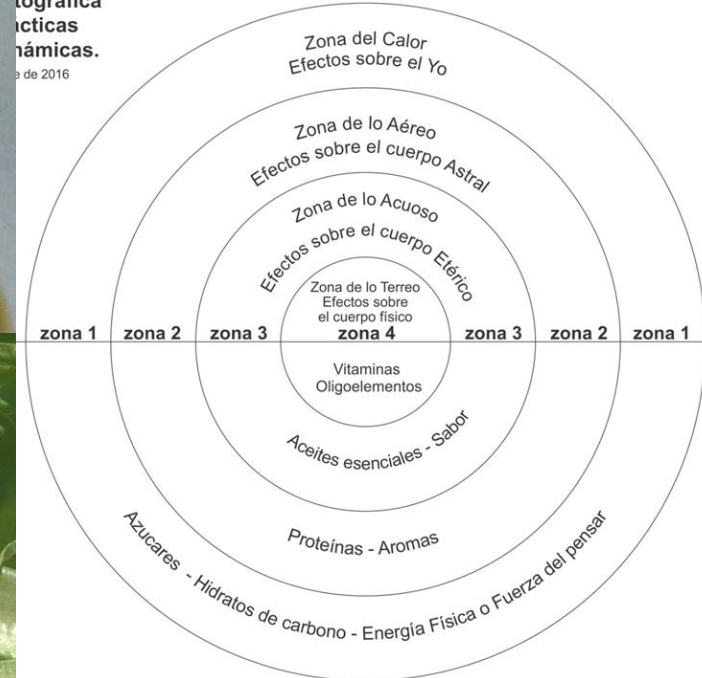 ácticas
e de 2016
Zona del Calor
Efectos sobre el Yo
Zona de lo Aéreo
Efectos sobre el cuerpo Astral
Zona de lo Acuoso
Efectos sobre el cuerpo Etérico
Zona de lo Terreo
Efectos sobre
el cuerpo físico
zona 1 zona 2 zona 3 zona 4 zona 3 zona 2 zona 1
Vitaminas
Oligoelementos
Aceites esenciales - Sabor
Proteínas - Aromas
Azucares - Hidratos de carbono - Energía Física o Fuerza del pensar